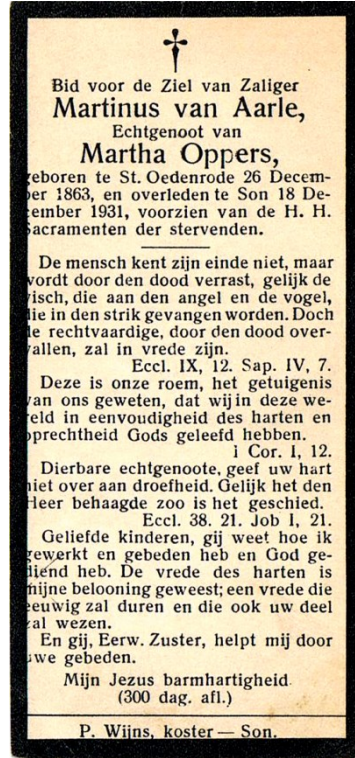 Bid voor de Ziel van Zaliger
Martinus van Aarle,
Echtgenoot van
Martha Oppers,
geboren te St. Oedenrode 26 Decem-
ber 1863, en overleden te Son 18 De-
cember 1931, voorzien van de H. H.
Sacramenten der stervenden.
De mensch kent zijn einde niet, maar
wordt door den dood verrast, gelijk de
visch, die aan den angel en de vogel,
die in den strik gevangen worden. Doch
de rechtvaardige, door den dood over-
vallen, zal in vrede zijn.
Eccl. IX, 12. Sap. IV, 7.
Deze is onze roem, het getuigenis
van ons geweten, dat wij in deze we-
reld in eenvoudigheid des harten en
oprechtheid Gods geleefd hebben.
i Cor. I, 12.
Dierbare echtgenoote, geef uw hart
niet over aan droefheid. Gelijk het den
Heer behaagde zoo is het geschied.
Eccl. 38. 21. Job I, 21.
Geliefde kinderen, gij weet hoe ik
gewerkt en gebeden heb en God ge-
diend heb. De vrede des harten is
mijne belooning geweest; een vrede die
eeuwig zal duren en die ook uw deel
zal wezen.
En gij, Eerw. Zuster, helpt mij door
uwe gebeden.
Mijn Jezus barmhartigheid
(300 dag. afl.)
P. Wijns, koster — Son.